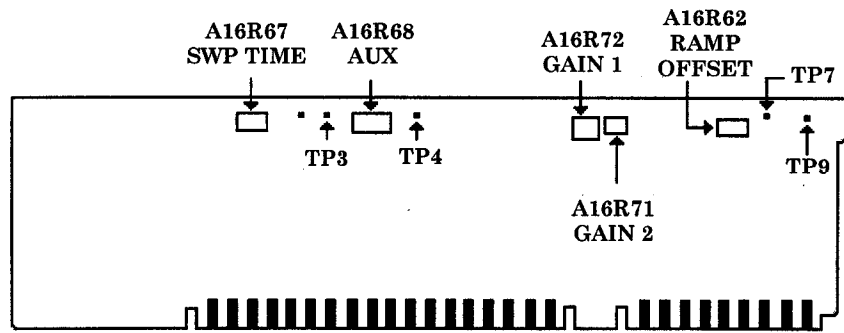 A16R67
SWP TIME
A16R68
AUX
A16R72
GAIN 1
A16R62
RAMP
OFFSET
TP7
TP3
TP4
TP9
A16R71
GAIN 2